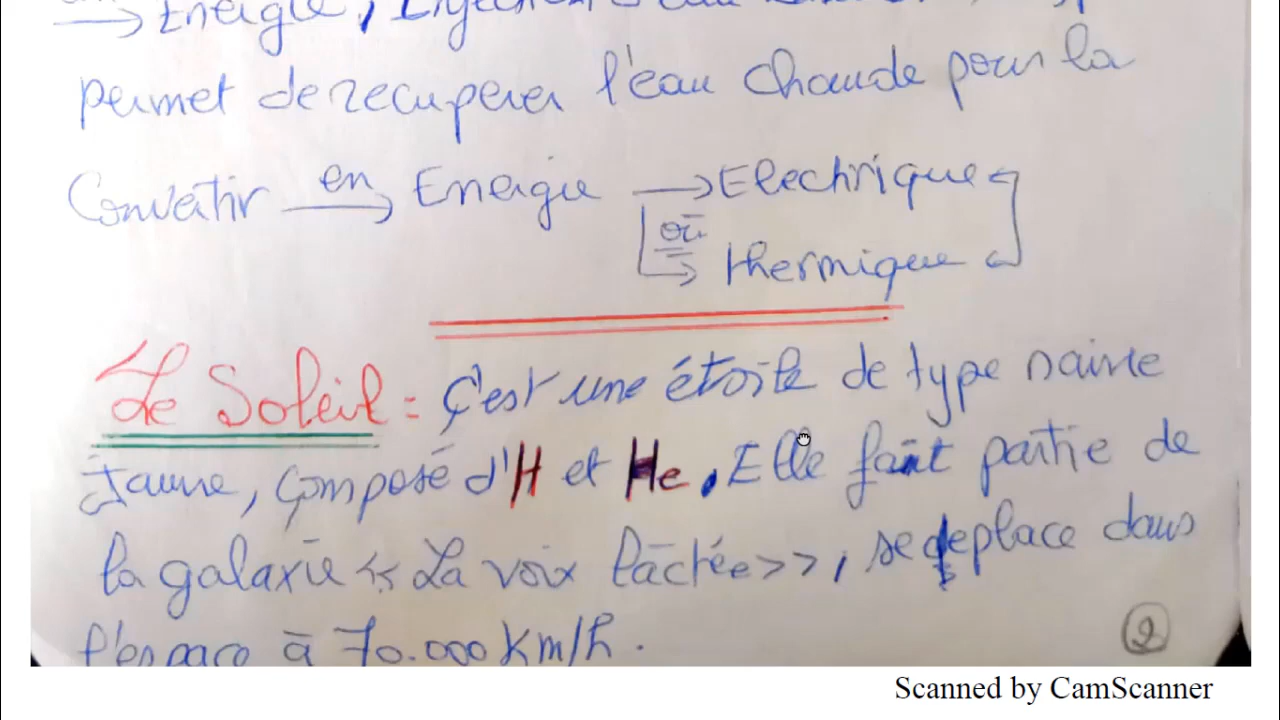 → Energie,
permet de recuperer l'eau chaude pour la
Convertir en → Energie → Electrique
ou → thermique
Le Soleil = c'est une étoile de type naine
Jaune, composé d'H et He. Elle fait partie de
la galaxie << La voix lactée >>, se deplace dans
l'espace à 70.000 Km/h.
2
Scanned by CamScanner